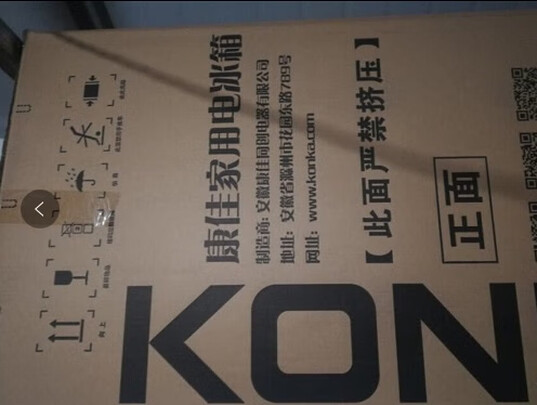 康佳家用电冰箱
制造商: 安徽康佳同创电器有限公司
地址: 安徽省滁州市花园东路789号
网址: www.konka.com
【此面严禁挤压】
正面
KON
向上